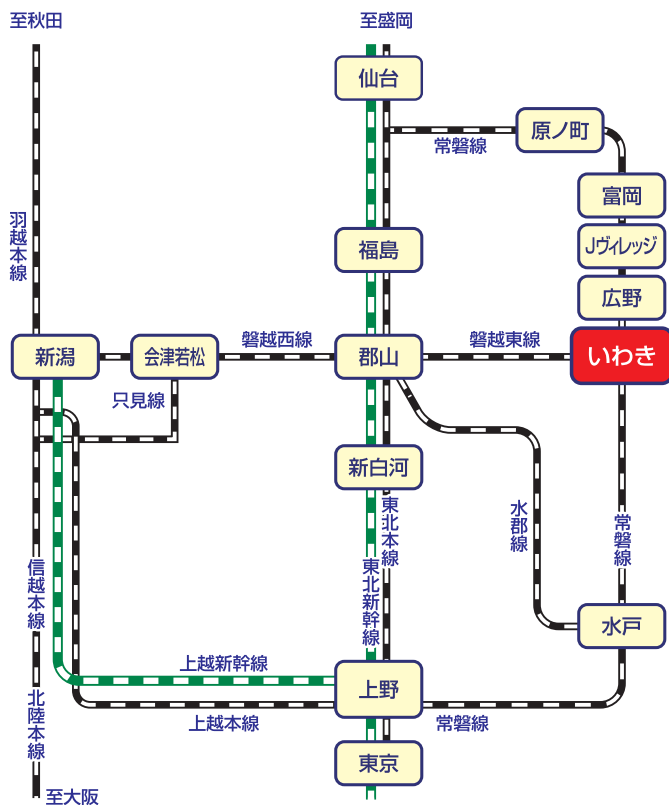 至秋田
至盛岡
仙台
原ノ町
常磐線
富岡
羽越本線
福島
Jヴィレッジ
広野
新潟
会津若松
磐越西線
郡山
磐越東線
いわき
只見線
新白河
東北本線
水郡線
常磐線
信越本線
東北新幹線
水戸
上越新幹線
上野
北陸本線
上越本線
常磐線
東京
至大阪